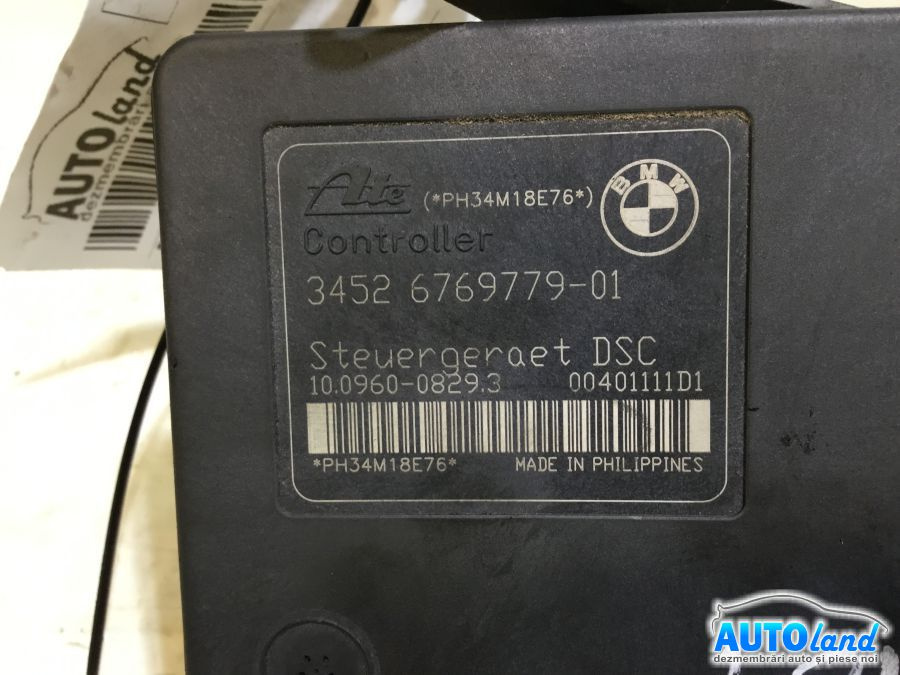 AUTOland
dezmembrări
Ate (*PH34M18E76*)
BMW
Controller
3452 6769779-01
Steuergeraet DSC
10.0960-0829.3 00401111D1
*PH34M18E76* MADE IN PHILIPPINES
AUTOland
dezmembrări auto și piese noi